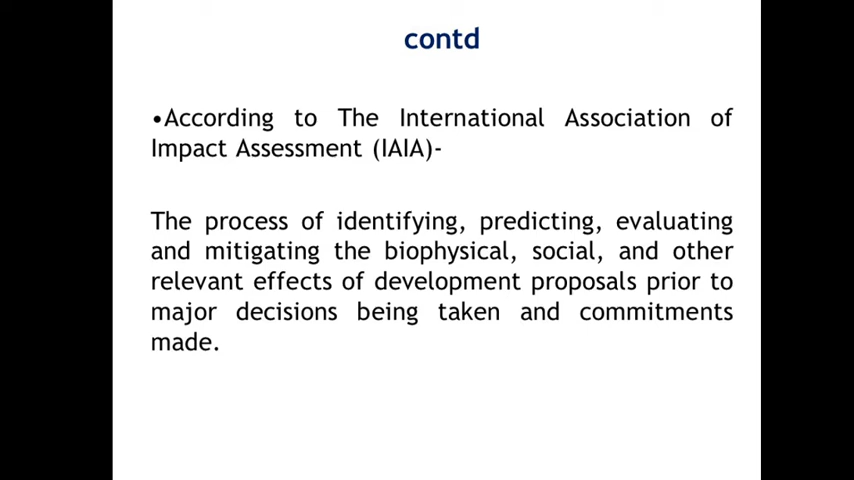 contd
•According to The International Association of
Impact Assessment (IAIA)-
The process of identifying, predicting, evaluating
and mitigating the biophysical, social, and other
relevant effects of development proposals prior to
major decisions being taken and commitments
made.